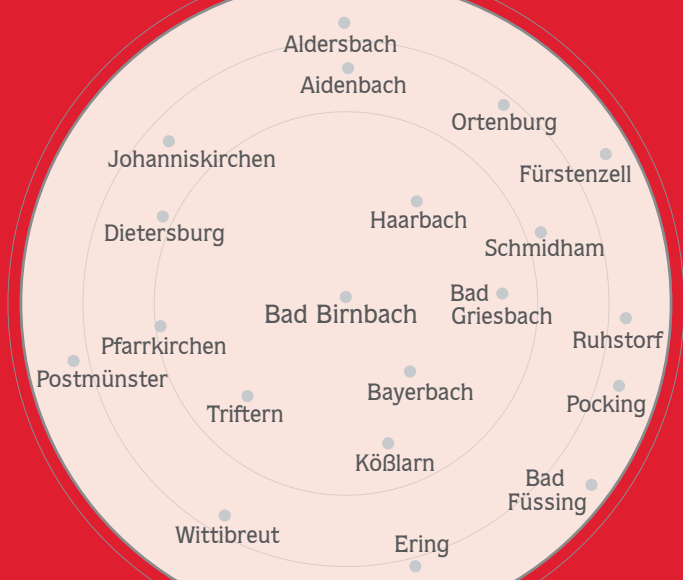 Aldersbach
Aidenbach
Ortenburg
Johanniskirchen
Fürstenzell
Haarbach
Dietersburg
Schmidham
Bad
Griesbach
Bad Birnbach
Ruhstorf
Pfarrkirchen
Postmünster
Bayerbach
Pocking
Triftern
Kößlarn
Bad
Füssing
Wittibreut
Ering